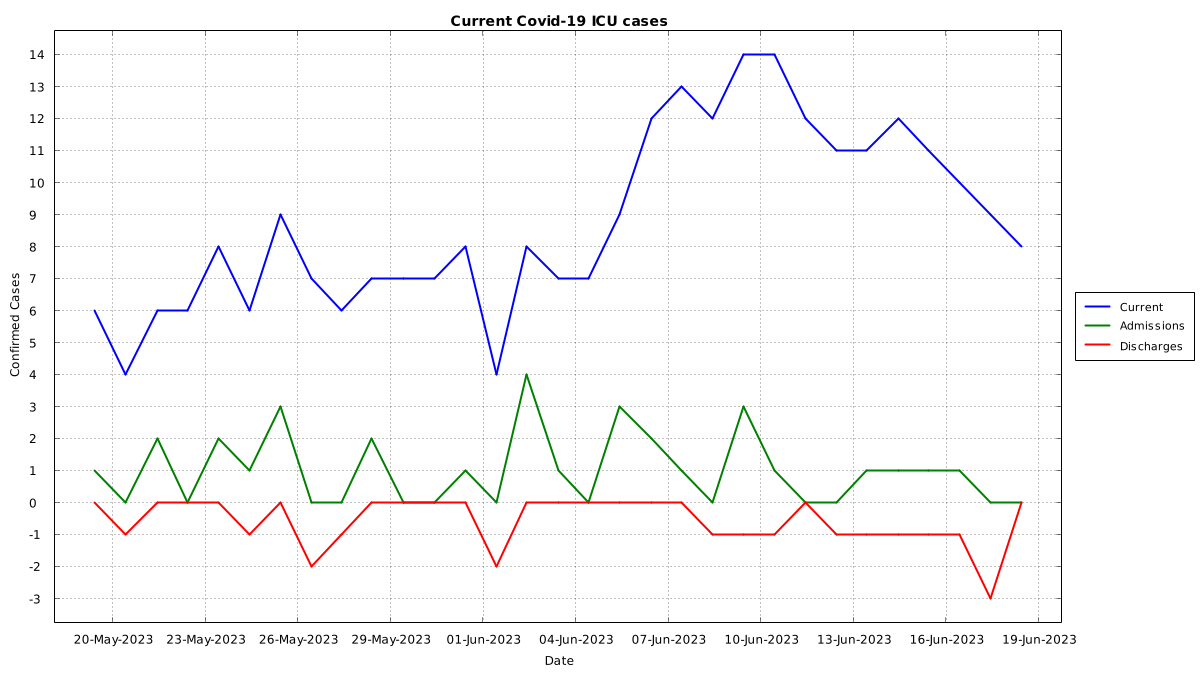 Current Covid-19 ICU cases
14
13
12
11
10
9
8
7
6
5
4
3
2
1
0
-1
-2
-3
Confirmed Cases
20-May-2023 23-May-2023 26-May-2023 29-May-2023 01-Jun-2023 04-Jun-2023 07-Jun-2023 10-Jun-2023 13-Jun-2023 16-Jun-2023 19-Jun-2023
Date
Current
Admissions
Discharges